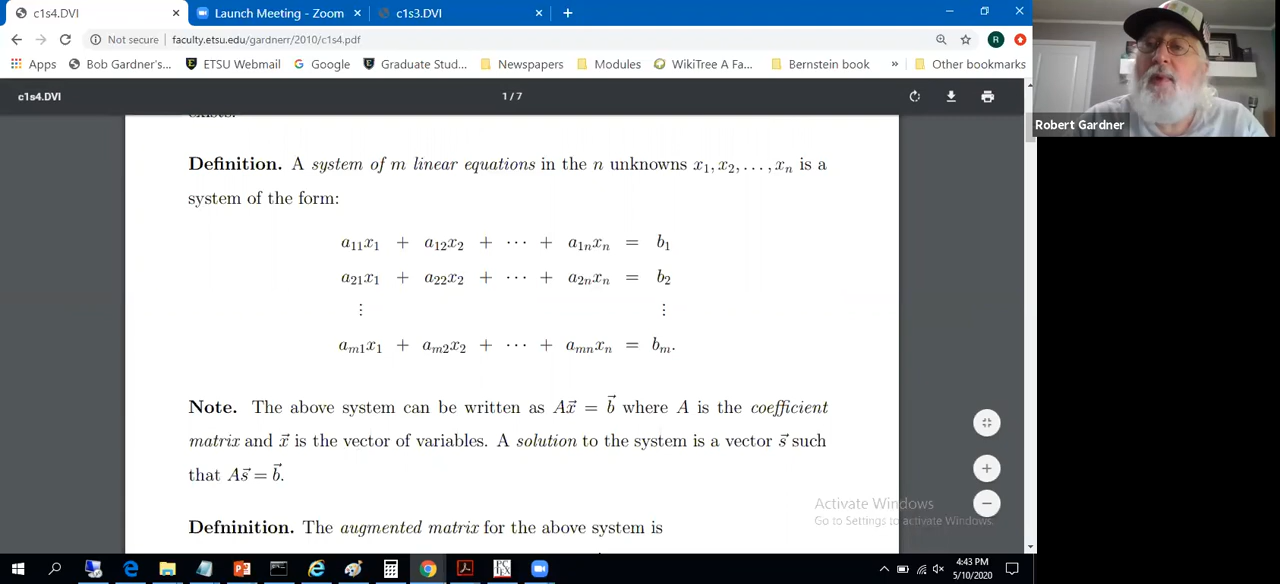 c1s4.DVI
Launch Meeting - Zoom
c1s3.DVI
Not secure | faculty.etsu.edu/gardnerr/2010/c1s4.pdf
R
Apps Bob Gardner's... ETSU Webmail Google Graduate Stud... Newspapers Modules WikiTree A Fa... Bernstein book » Other bookmarks
c1s4.DVI 1 / 7
exists.
Definition. A system of m linear equations in the n unknowns x₁, x₂, . . . , xₙ is a
system of the form:
a₁₁x₁ + a₁₂x₂ + ⋯ + a₁ₙxₙ = b₁
a₂₁x₁ + a₂₂x₂ + ⋯ + a₂ₙxₙ = b₂
⋮ ⋮
aₘ₁x₁ + aₘ₂x₂ + ⋯ + aₘₙxₙ = bₘ.
Note. The above system can be written as Ax⃗ = b⃗ where A is the coefficient
matrix and x⃗ is the vector of variables. A solution to the system is a vector s⃗ such
that As⃗ = b⃗.
Defninition. The augmented matrix for the above system is
Activate Windows
Go to Settings to activate Windows.
Robert Gardner
4:43 PM
5/10/2020